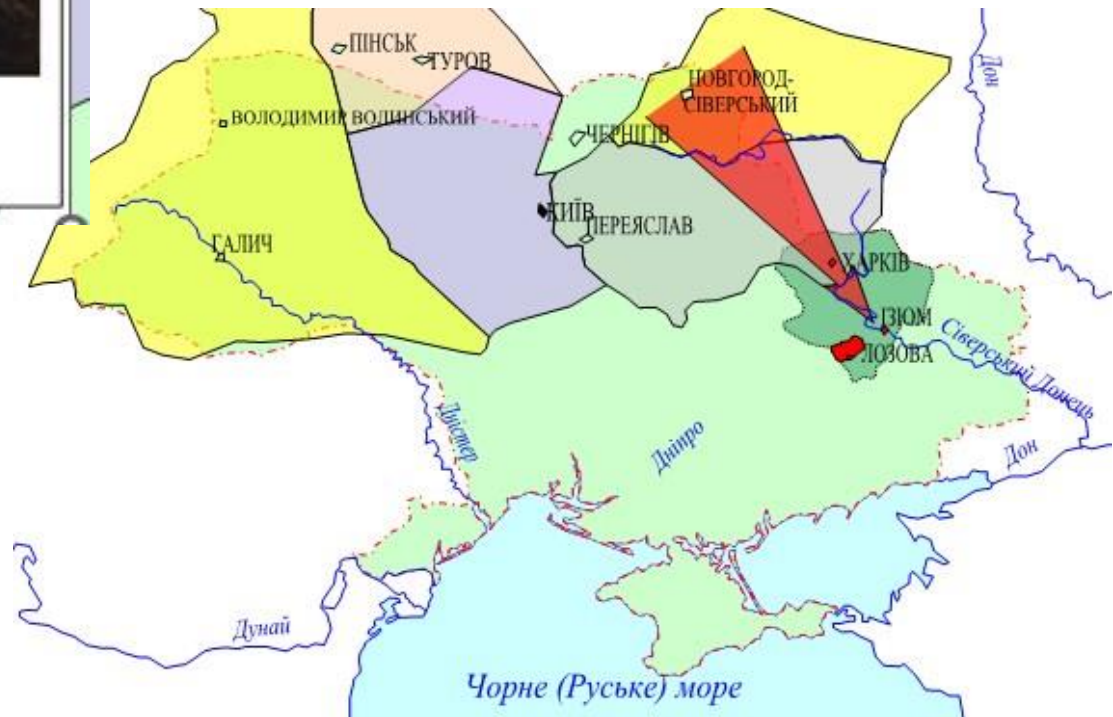 ПІНСЬК
ТУРОВ
Дон
НОВГОРОД-
СІВЕРСЬКИЙ
ВОЛОДИМИР ВОЛИНСЬКИЙ
ЧЕРНІГІВ
КИЇВ
ПЕРЕЯСЛАВ
ГАЛИЧ
ХАРКІВ
ІЗЮМ
ЛОЗОВА
Сіверський Донець
Дністер
Дніпро
Дон
Дунай
Чорне (Руське) море